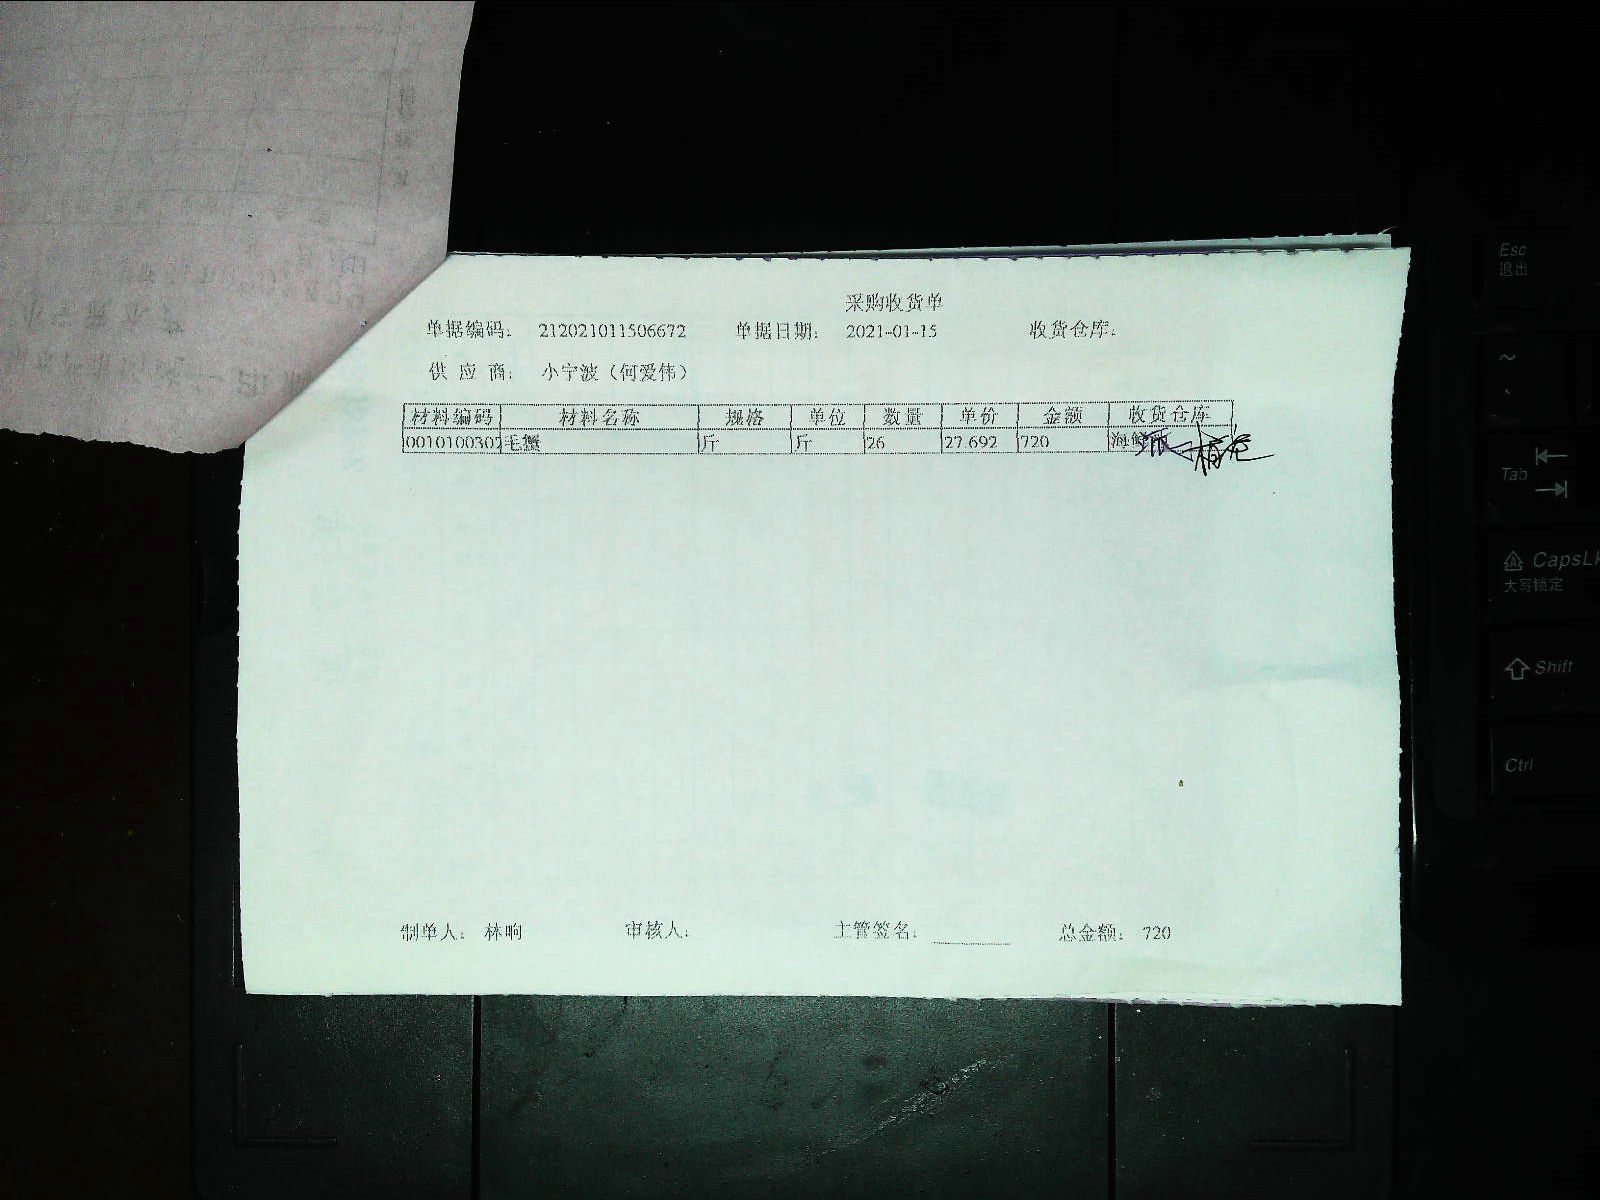 采购收货单
单据编码： 212021011506672 单据日期： 2021-01-15 收货仓库：
供 应 商： 小宁波（何爱伟）
材料编码 材料名称 规格 单位 数量 单价 金额 收货仓库
0010100302 毛蟹 斤 斤 26 27.692 720 海鲜
制单人： 林响 审核人： 主管签名： 总金额： 720
Esc
退出
~
Tab
CapsLk
大写锁定
Shift
Ctrl